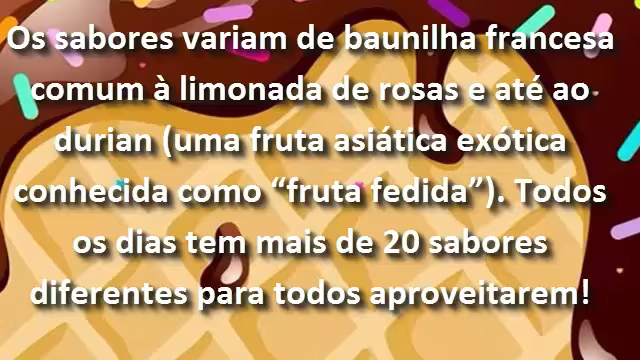 Os sabores variam de baunilha francesa
comum à limonada de rosas e até ao
durian (uma fruta asiática exótica
conhecida como “fruta fedida”). Todos
os dias tem mais de 20 sabores
diferentes para todos aproveitarem!